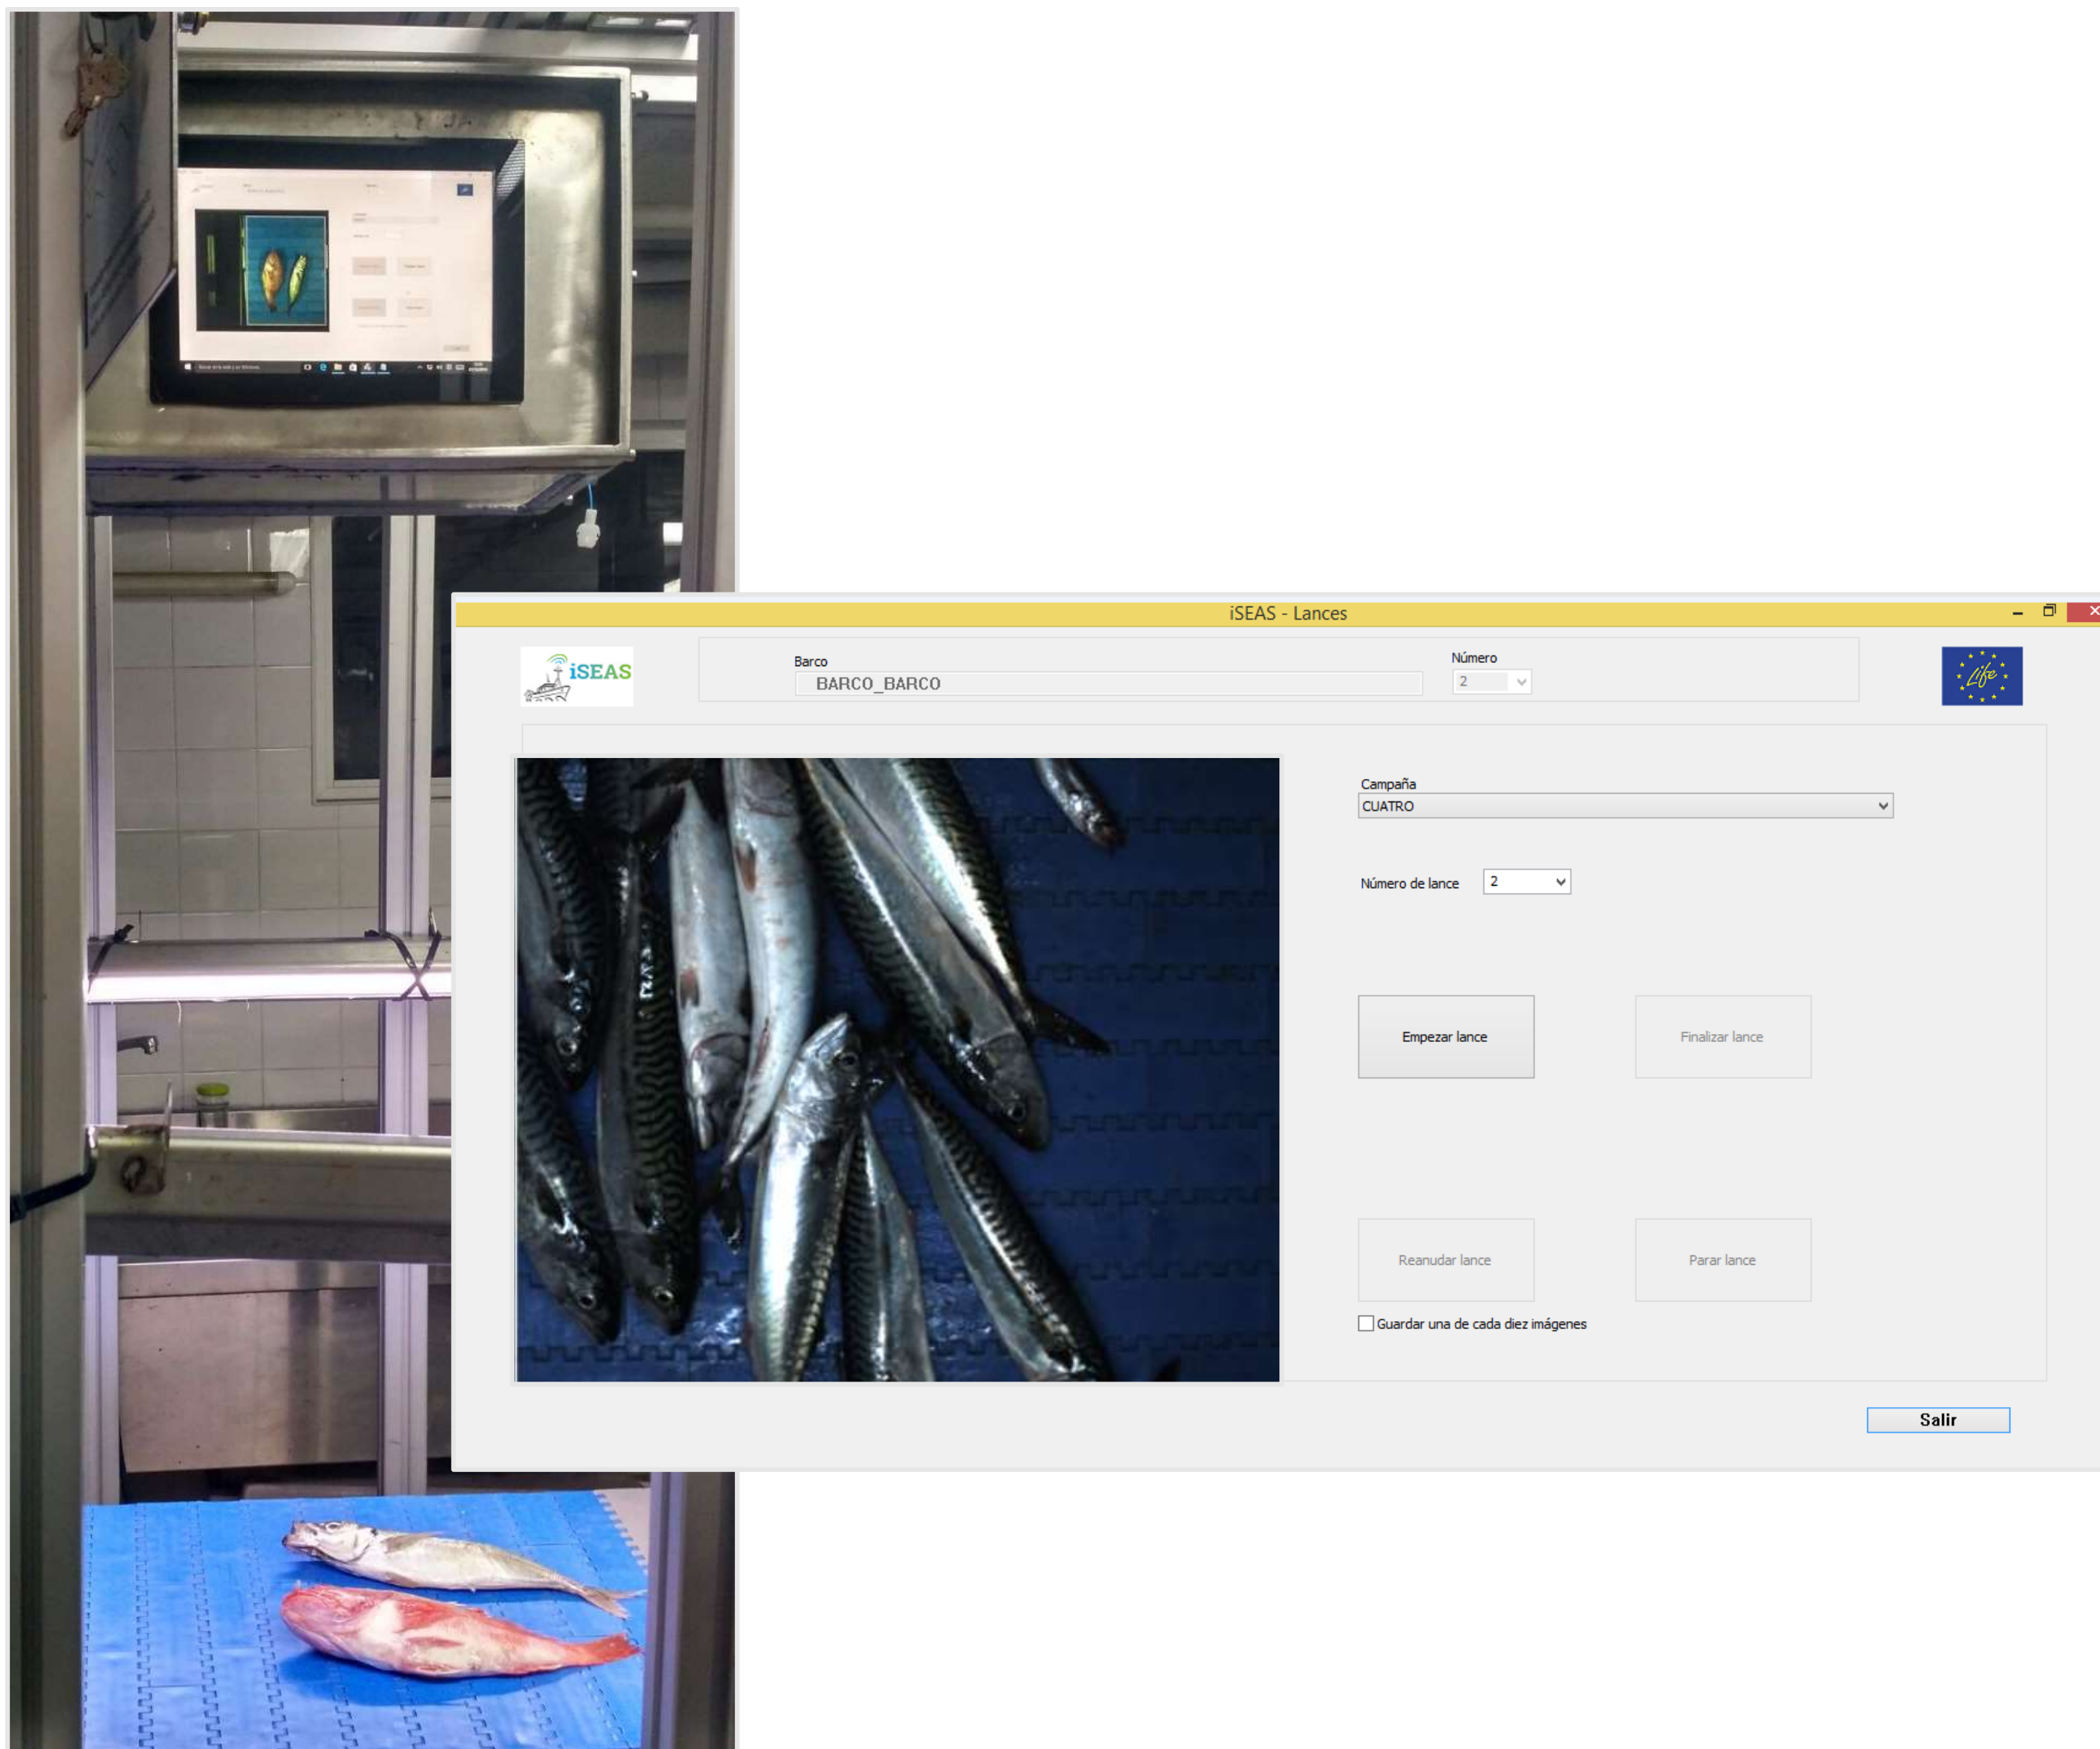 iSEAS - Lances
iSEAS
Barco
BARCO_BARCO
Número
2
Life
Campaña
CUATRO
Número de lance
2
Empezar lance
Finalizar lance
Reanudar lance
Parar lance
Guardar una de cada diez imágenes
Salir